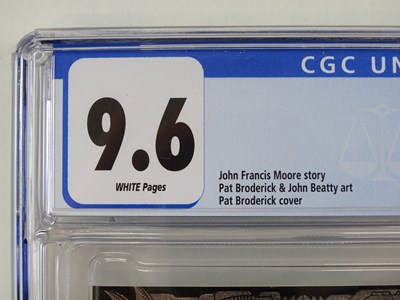 CGC UN
9.6
WHITE Pages
John Francis Moore story
Pat Broderick & John Beatty art
Pat Broderick cover